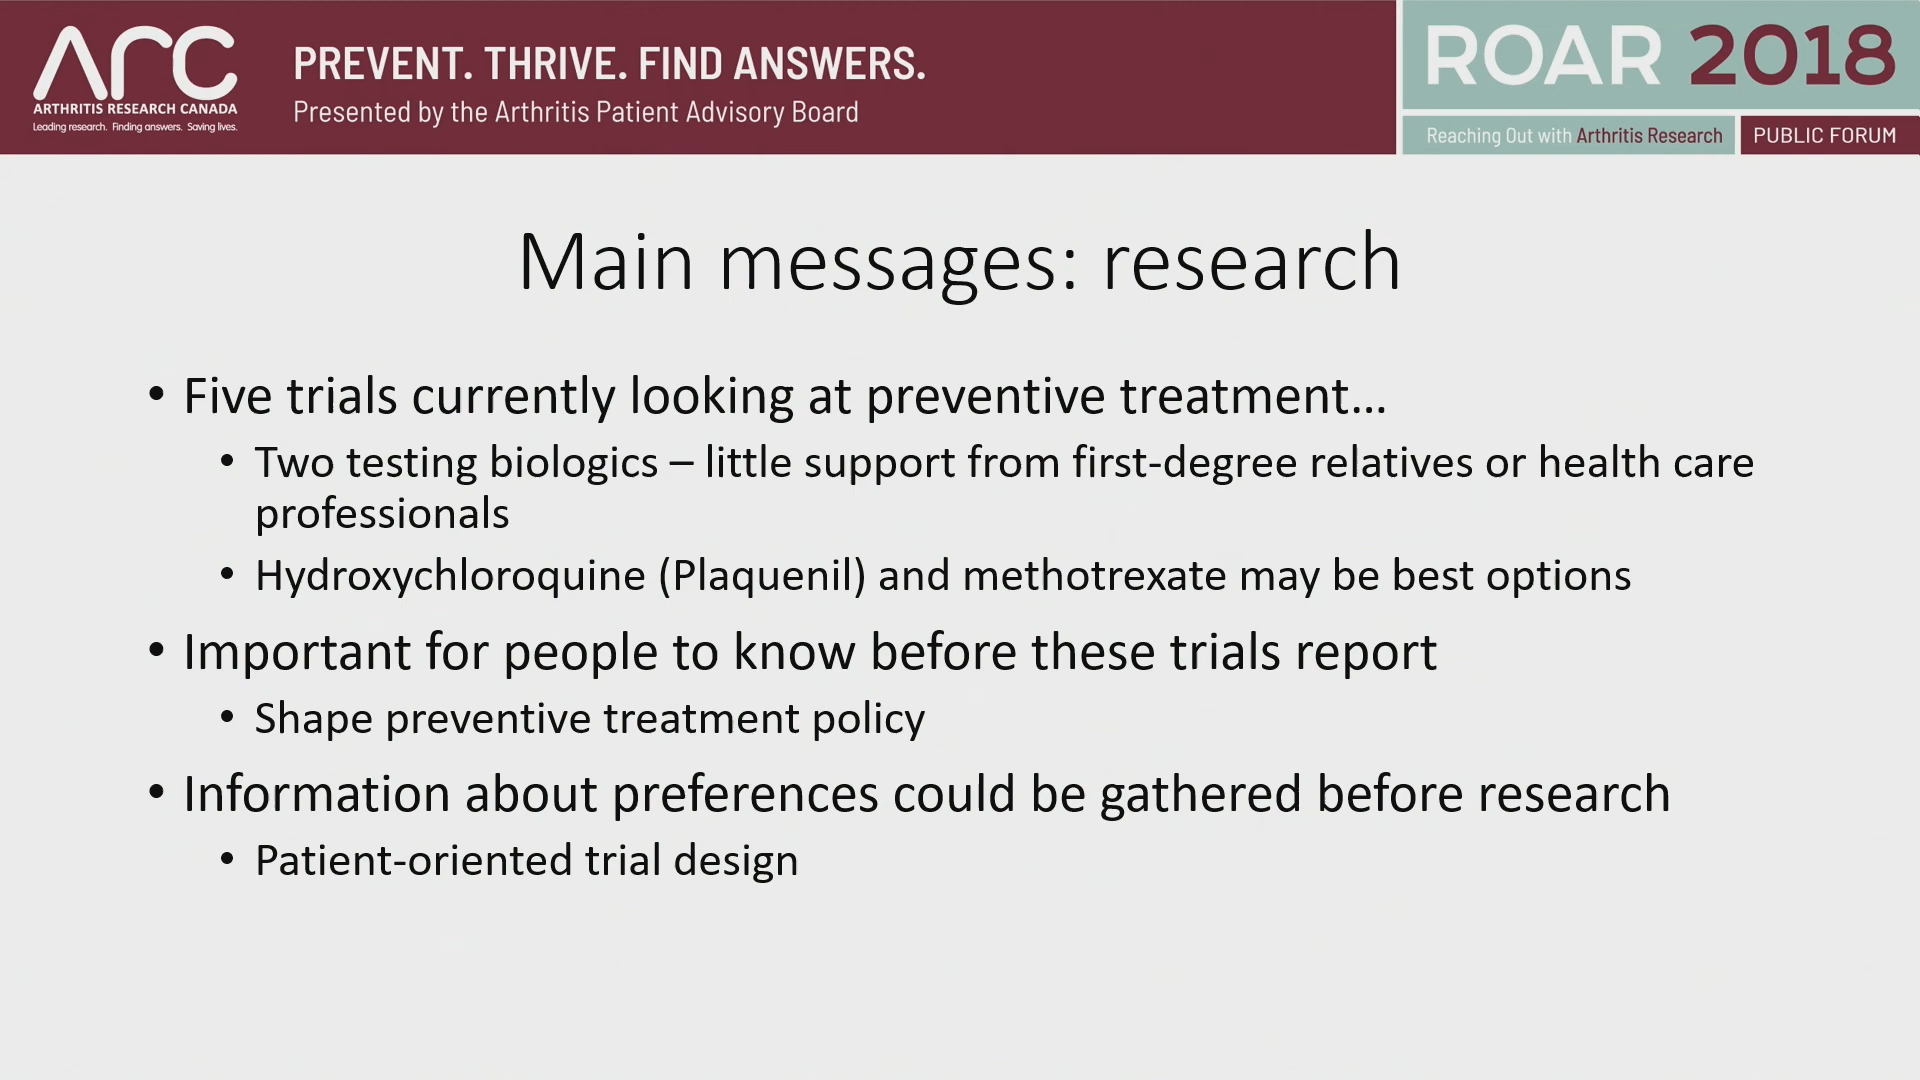 ARC
ARTHRITIS RESEARCH CANADA
Leading research. Finding answers. Saving lives.
PREVENT. THRIVE. FIND ANSWERS.
Presented by the Arthritis Patient Advisory Board
ROAR 2018
Reaching Out with Arthritis Research
PUBLIC FORUM
Main messages: research
• Five trials currently looking at preventive treatment...
• Two testing biologics – little support from first-degree relatives or health care
professionals
• Hydroxychloroquine (Plaquenil) and methotrexate may be best options
• Important for people to know before these trials report
• Shape preventive treatment policy
• Information about preferences could be gathered before research
• Patient-oriented trial design